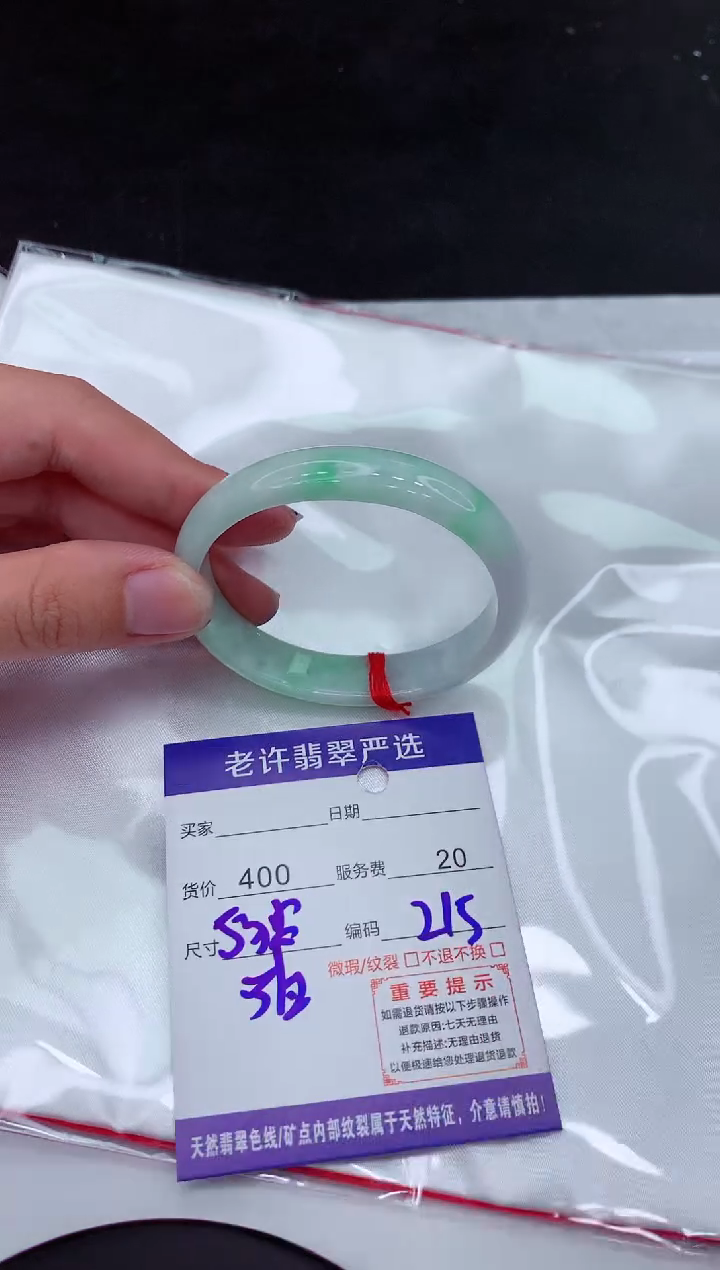 老许翡翠严选
买家 日期
货价 400 服务费 20
尺寸 编码 215
微瑕/纹裂 不退不换
重要提示
如需退货请按以下步骤操作
退款原因:七天无理由
补充描述:无理由退货
以便极速给您处理退货退款
天然翡翠色线/矿点内部纹裂属于天然特征，介意请慎拍！